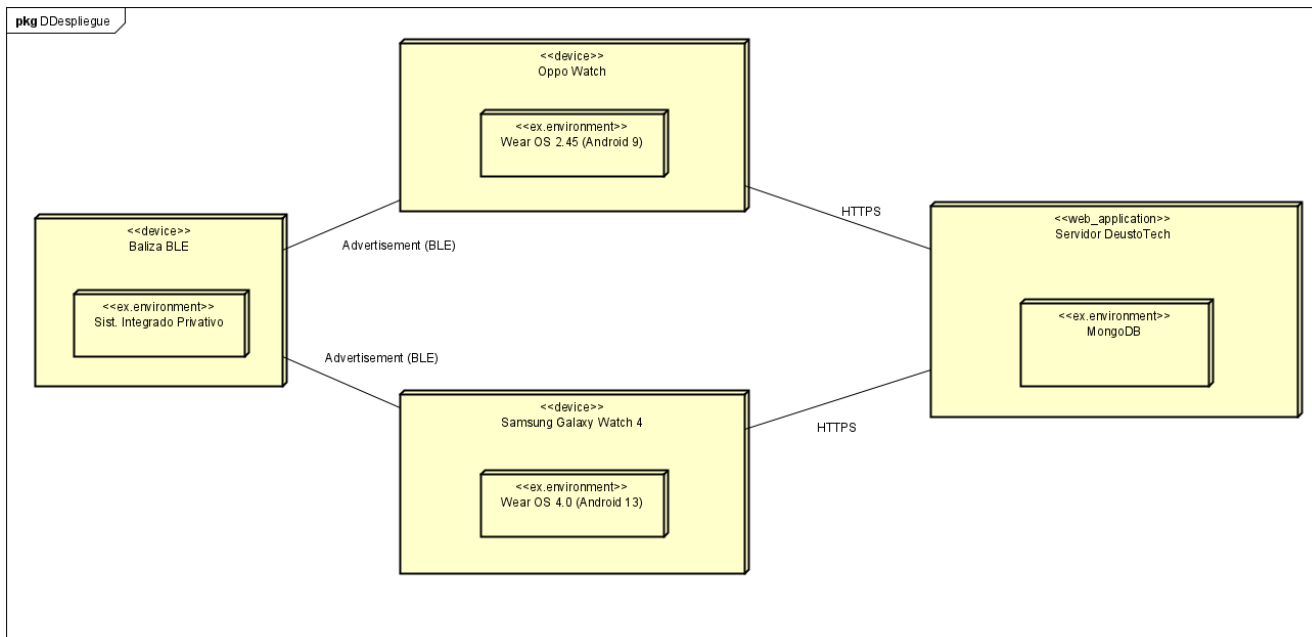 pkg DDespliegue
<<device>>
Oppo Watch
<<ex.environment>>
Wear OS 2.45 (Android 9)
HTTPS
<<web_application>>
Servidor DeustoTech
<<device>>
Baliza BLE
Advertisement (BLE)
<<ex.environment>>
Sist. Integrado Privativo
<<ex.environment>>
MongoDB
Advertisement (BLE)
<<device>>
Samsung Galaxy Watch 4
HTTPS
<<ex.environment>>
Wear OS 4.0 (Android 13)